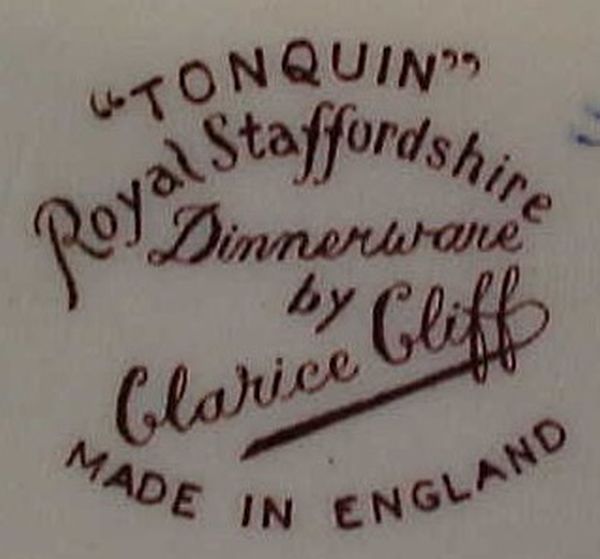 “TONQUIN”
Royal Staffordshire
Dinnerware
by
Clarice Cliff
MADE IN ENGLAND